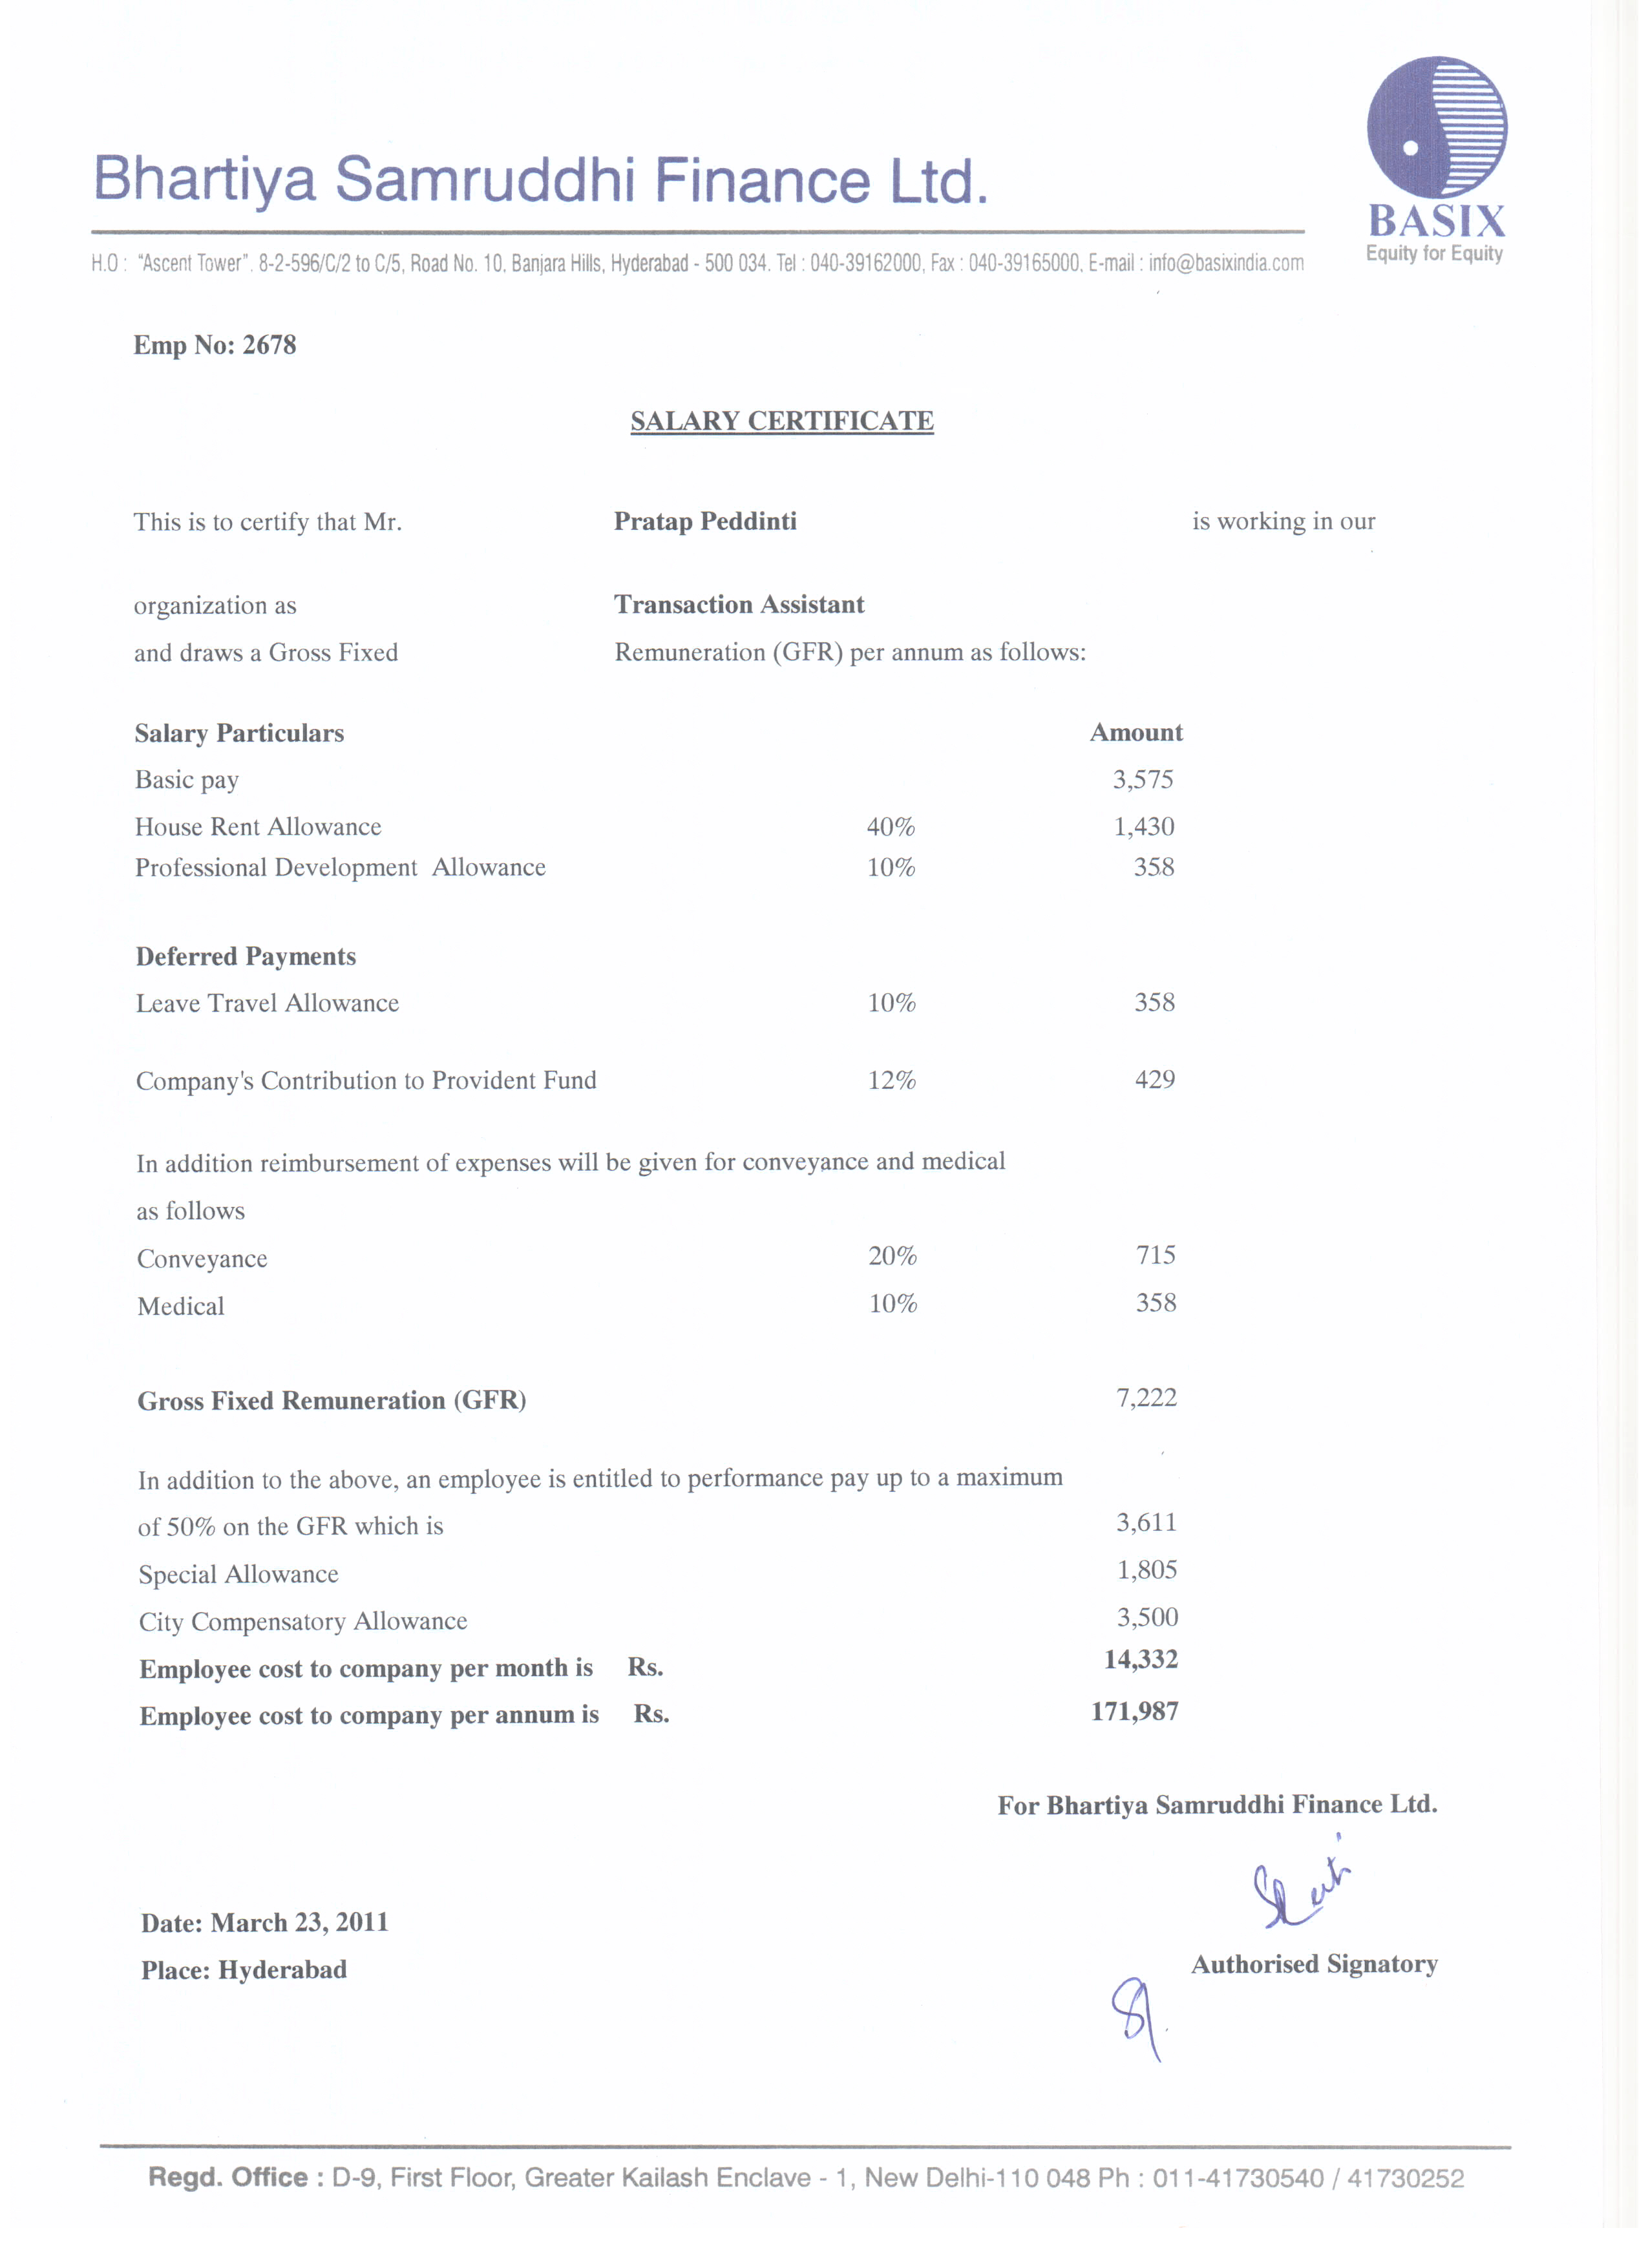 Bhartiya Samruddhi Finance Ltd.
BASIX
Equity for Equity
H.O : "Ascent Tower". 8-2-596/C/2 to C/5, Road No. 10, Banjara Hills, Hyderabad - 500 034. Tel : 040-39162000, Fax : 040-39165000, E-mail : info@basixindia.com
Emp No: 2678
SALARY CERTIFICATE
This is to certify that Mr. Pratap Peddinti is working in our
organization as Transaction Assistant
and draws a Gross Fixed Remuneration (GFR) per annum as follows:
Salary Particulars Amount
Basic pay 3,575
House Rent Allowance 40% 1,430
Professional Development Allowance 10% 358
Deferred Payments
Leave Travel Allowance 10% 358
Company's Contribution to Provident Fund 12% 429
In addition reimbursement of expenses will be given for conveyance and medical
as follows
Conveyance 20% 715
Medical 10% 358
Gross Fixed Remuneration (GFR) 7,222
In addition to the above, an employee is entitled to performance pay up to a maximum
of 50% on the GFR which is 3,611
Special Allowance 1,805
City Compensatory Allowance 3,500
Employee cost to company per month is Rs. 14,332
Employee cost to company per annum is Rs. 171,987
For Bhartiya Samruddhi Finance Ltd.
Date: March 23, 2011
Place: Hyderabad
Authorised Signatory
Regd. Office : D-9, First Floor, Greater Kailash Enclave - 1, New Delhi-110 048 Ph : 011-41730540 / 41730252